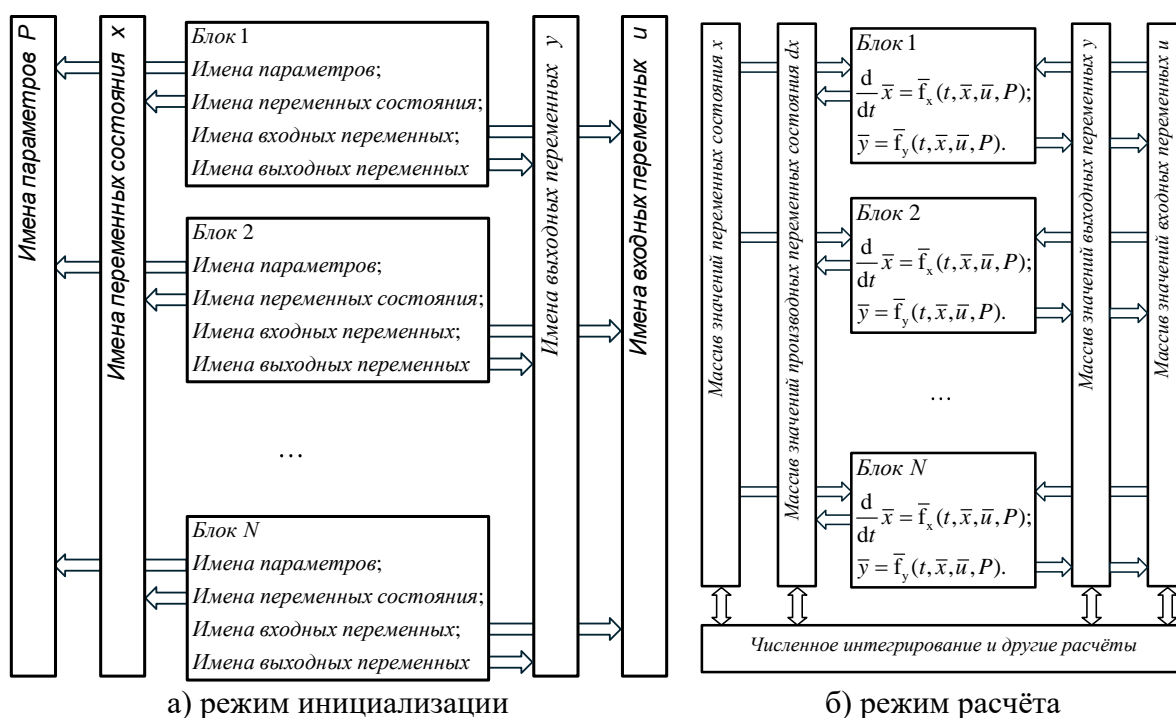 Имена параметров P
Имена переменных состояния x
Блок 1
Имена параметров;
Имена переменных состояния;
Имена входных переменных;
Имена выходных переменных
Блок 2
Имена параметров;
Имена переменных состояния;
Имена входных переменных;
Имена выходных переменных
…
Блок N
Имена параметров;
Имена переменных состояния;
Имена входных переменных;
Имена выходных переменных
Имена выходных переменных y
Имена входных переменных u
а) режим инициализации
Массив значений переменных состояния x
Массив значений производных переменных состояния dx
Блок 1
d/dt x̅ = f̅ₓ(t, x̅, u̅, P);
y̅ = f̅_y(t, x̅, u̅, P).
Блок 2
d/dt x̅ = f̅ₓ(t, x̅, u̅, P);
y̅ = f̅_y(t, x̅, u̅, P).
…
Блок N
d/dt x̅ = f̅ₓ(t, x̅, u̅, P);
y̅ = f̅_y(t, x̅, u̅, P).
Массив значений выходных переменных y
Массив значений входных переменных u
Численное интегрирование и другие расчёты
б) режим расчёта